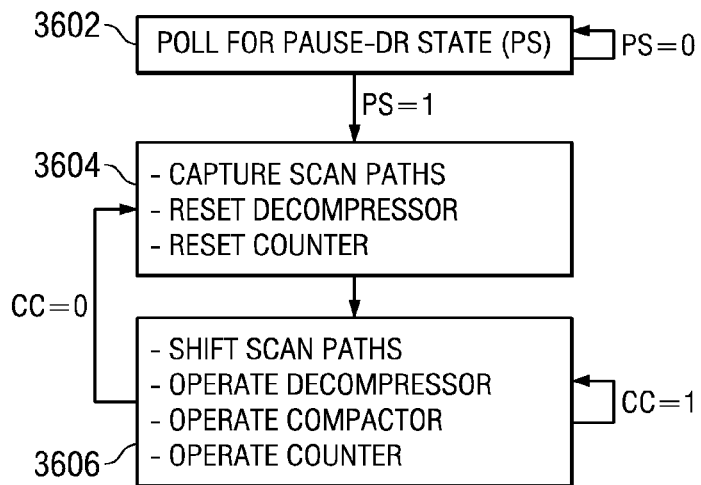 3602
POLL FOR PAUSE-DR STATE (PS)
PS=0
PS=1
3604
- CAPTURE SCAN PATHS
- RESET DECOMPRESSOR
- RESET COUNTER
CC=0
- SHIFT SCAN PATHS
- OPERATE DECOMPRESSOR
- OPERATE COMPACTOR
- OPERATE COUNTER
CC=1
3606